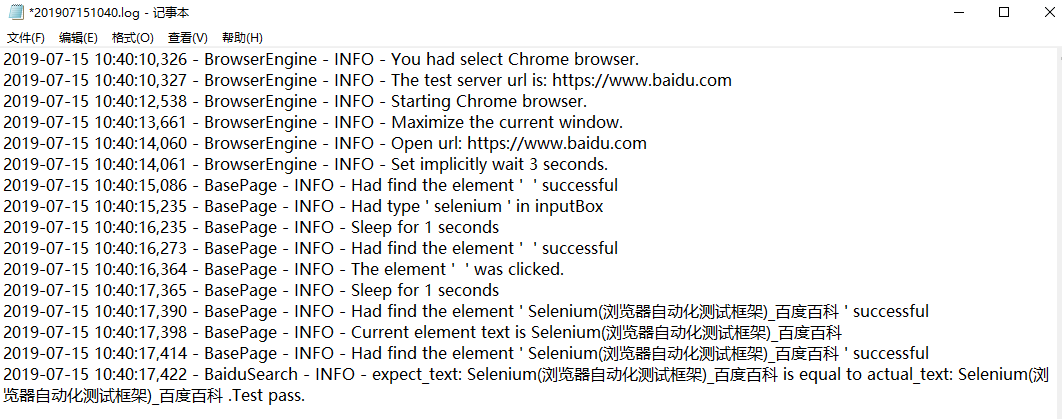 *201907151040.log - 记事本
文件(F) 编辑(E) 格式(O) 查看(V) 帮助(H)
2019-07-15 10:40:10,326 - BrowserEngine - INFO - You had select Chrome browser.
2019-07-15 10:40:10,327 - BrowserEngine - INFO - The test server url is: https://www.baidu.com
2019-07-15 10:40:12,538 - BrowserEngine - INFO - Starting Chrome browser.
2019-07-15 10:40:13,661 - BrowserEngine - INFO - Maximize the current window.
2019-07-15 10:40:14,060 - BrowserEngine - INFO - Open url: https://www.baidu.com
2019-07-15 10:40:14,061 - BrowserEngine - INFO - Set implicitly wait 3 seconds.
2019-07-15 10:40:15,086 - BasePage - INFO - Had find the element '  ' successful
2019-07-15 10:40:15,235 - BasePage - INFO - Had type ' selenium ' in inputBox
2019-07-15 10:40:16,235 - BasePage - INFO - Sleep for 1 seconds
2019-07-15 10:40:16,273 - BasePage - INFO - Had find the element '  ' successful
2019-07-15 10:40:16,364 - BasePage - INFO - The element '  ' was clicked.
2019-07-15 10:40:17,365 - BasePage - INFO - Sleep for 1 seconds
2019-07-15 10:40:17,390 - BasePage - INFO - Had find the element ' Selenium(浏览器自动化测试框架)_百度百科 ' successful
2019-07-15 10:40:17,398 - BasePage - INFO - Current element text is Selenium(浏览器自动化测试框架)_百度百科
2019-07-15 10:40:17,414 - BasePage - INFO - Had find the element ' Selenium(浏览器自动化测试框架)_百度百科 ' successful
2019-07-15 10:40:17,422 - BaiduSearch - INFO - expect_text: Selenium(浏览器自动化测试框架)_百度百科 is equal to actual_text: Selenium(浏
览器自动化测试框架)_百度百科 .Test pass.